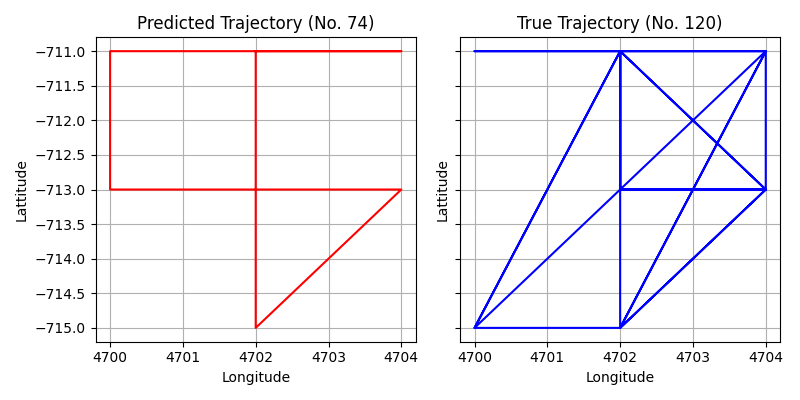 Predicted Trajectory (No. 74)
True Trajectory (No. 120)
−711.0
−711.5
−712.0
−712.5
−713.0
−713.5
−714.0
−714.5
−715.0
Lattitude
Lattitude
4700 4701 4702 4703 4704
4700 4701 4702 4703 4704
Longitude
Longitude